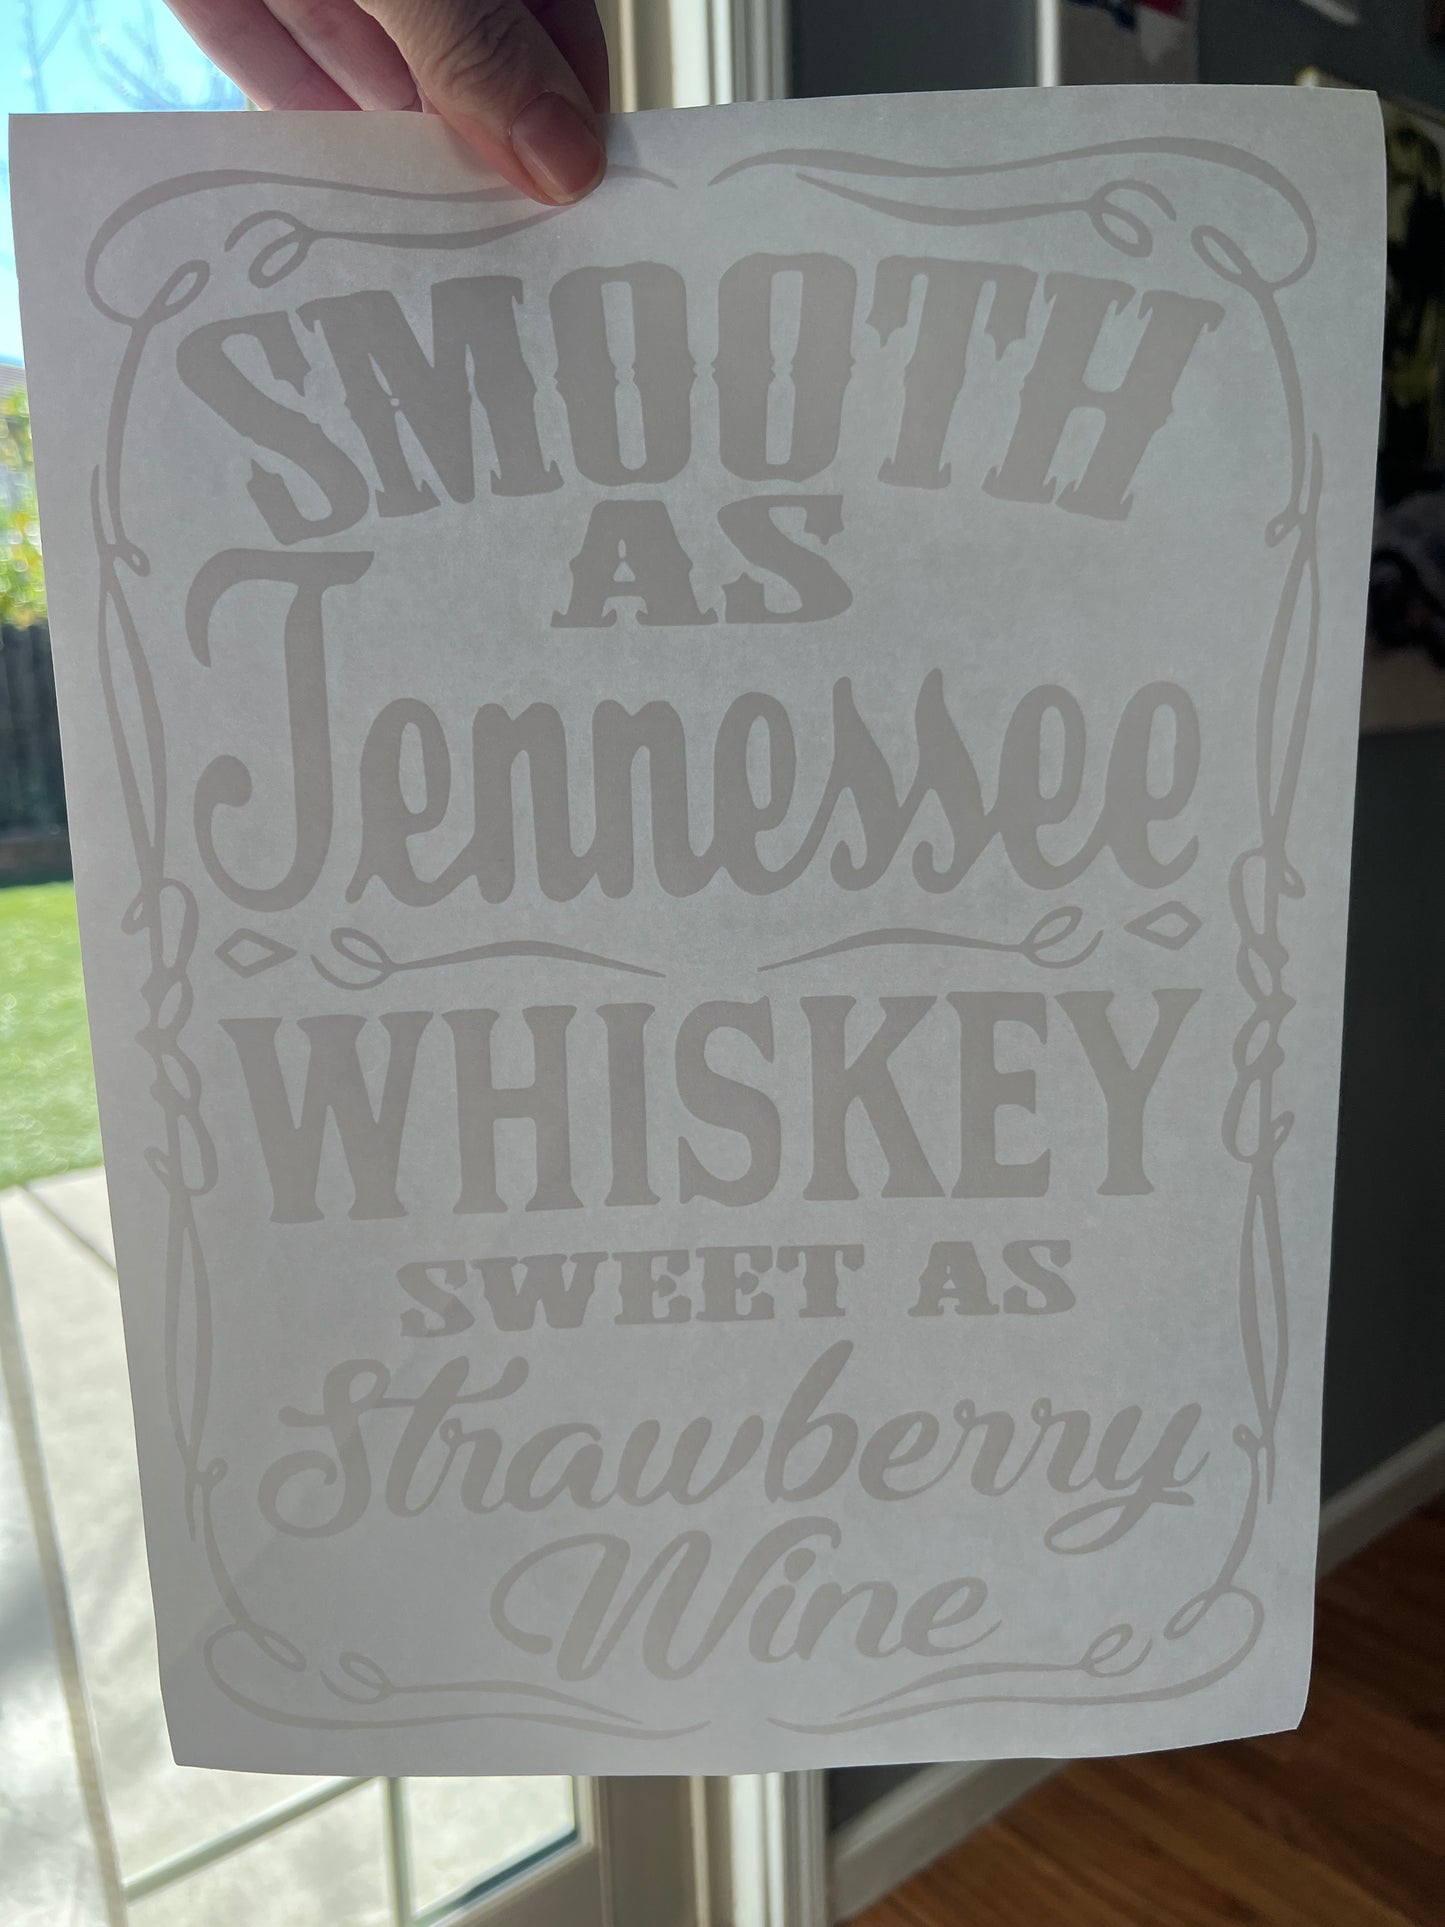 SMOOTH
AS
Tennessee
WHISKEY
SWEET AS
Strawberry
Wine